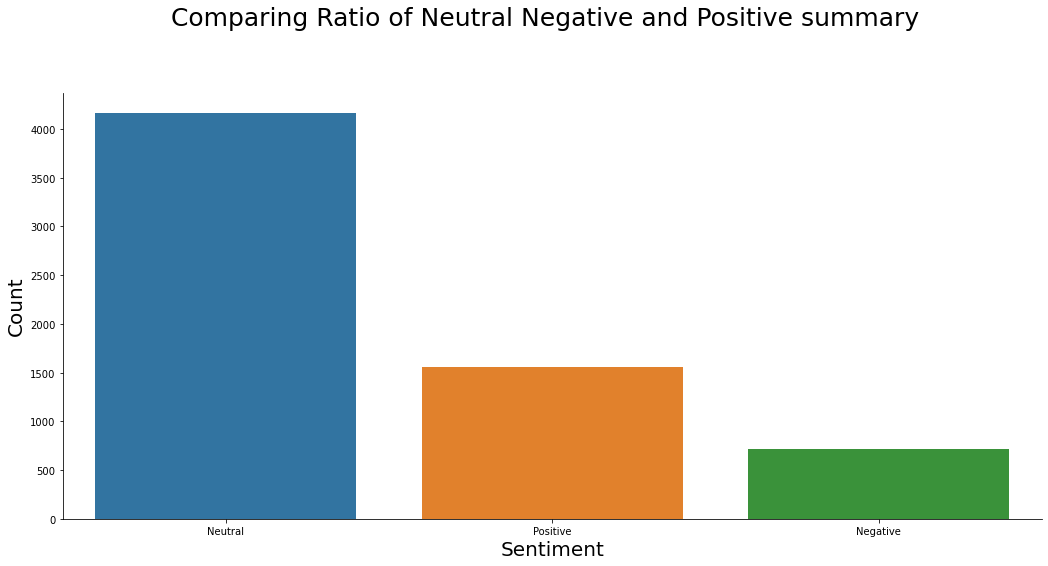 Comparing Ratio of Neutral Negative and Positive summary
4000
3500
3000
2500
2000
1500
1000
500
0
Count
Neutral Positive Negative
Sentiment